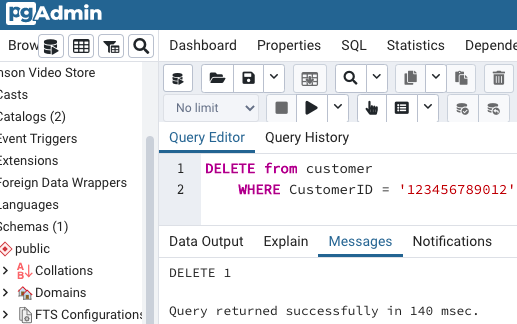 pgAdmin
Brow
Dashboard Properties SQL Statistics Depende
nson Video Store
Casts
Catalogs (2)
Event Triggers
Extensions
Foreign Data Wrappers
Languages
Schemas (1)
public
Collations
Domains
FTS Configurations
No limit
Query Editor Query History
1 DELETE from customer
2 WHERE CustomerID = '123456789012'
Data Output Explain Messages Notifications
DELETE 1
Query returned successfully in 140 msec.